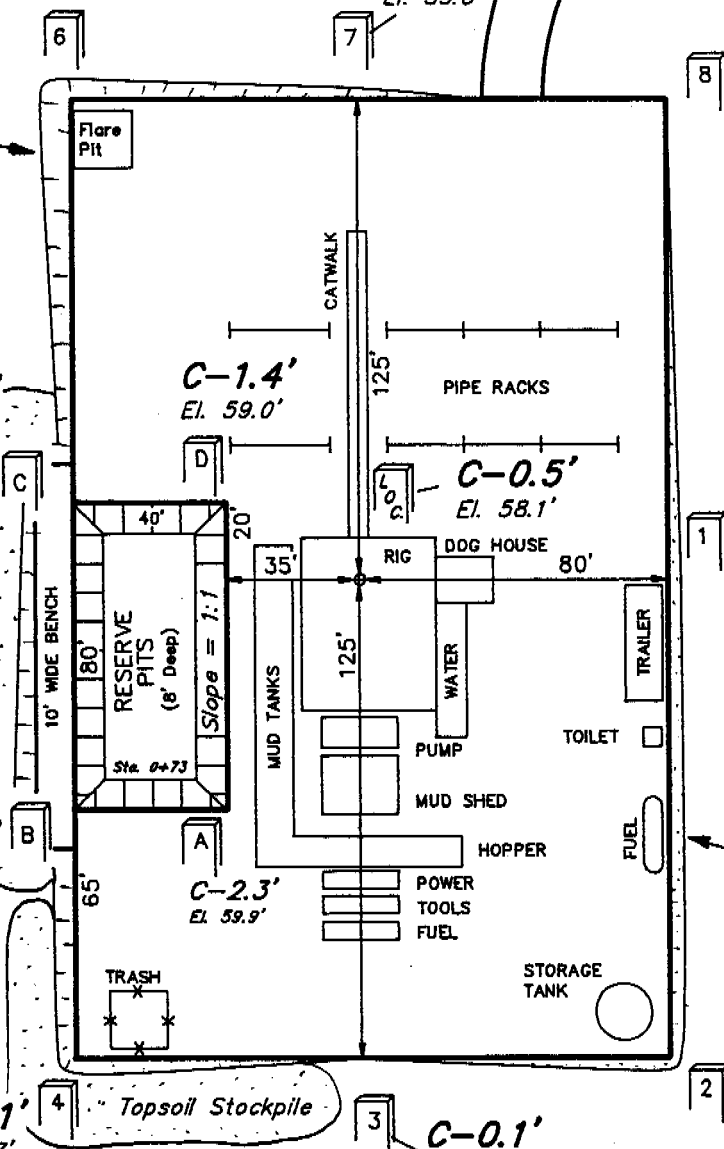 6
7
8
Flare
Pit
CATWALK
125'
C-1.4'
El. 59.0'
PIPE RACKS
C
D
L
O
C.
C-0.5'
El. 58.1'
1
40'
20'
35'
RIG
DOG HOUSE
80'
10' WIDE BENCH
80'
RESERVE
PITS
(8' Deep)
Slope = 1:1
Sta. 0+73
MUD TANKS
125'
WATER
TRAILER
PUMP
TOILET
MUD SHED
B
A
HOPPER
FUEL
C-2.3'
El. 59.9'
65'
POWER
TOOLS
FUEL
TRASH
STORAGE
TANK
4
Topsoil Stockpile
3
C-0.1'
2